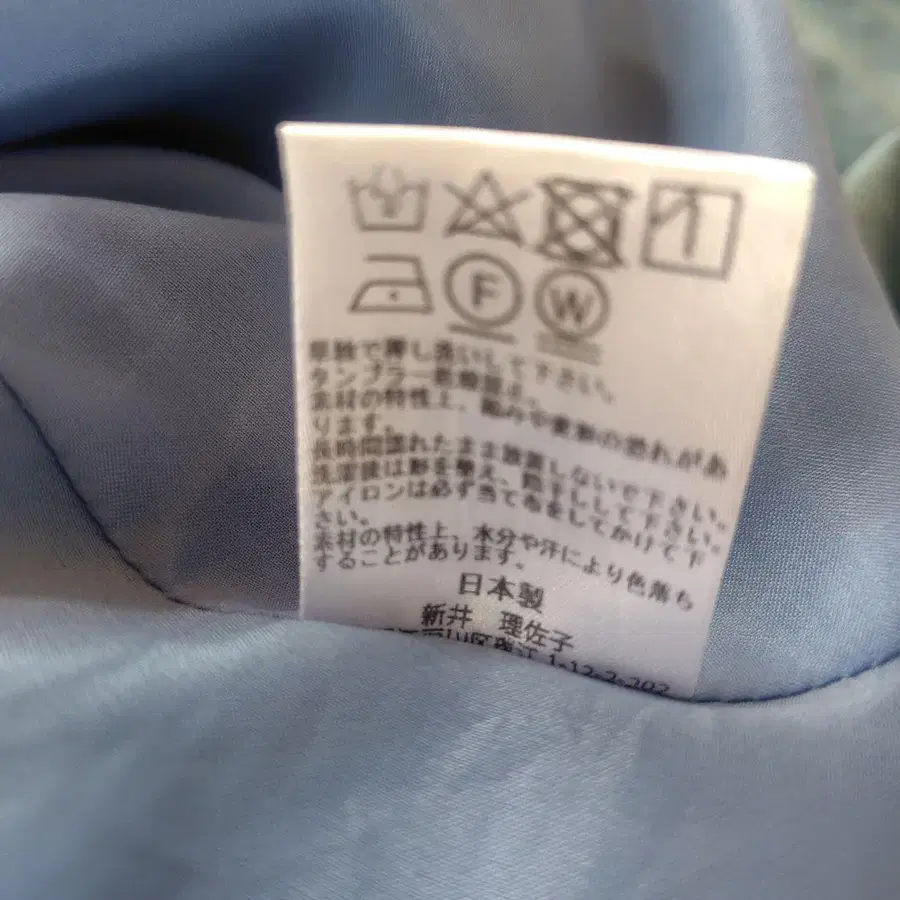 F W
単独で押し洗いして下さい。
タンブラー乾燥禁止。
素材の特性上、縮みや変形の恐れがあ
ります。
長時間濡れたまま放置しないで下さい。
洗濯後は形を整え、陰干しして下さい。
アイロンは必ず当て布をしてかけて下
さい。
素材の特性上、水分や汗により色落ち
することがあります。
日本製
新井 理佐子
1-12-2-202